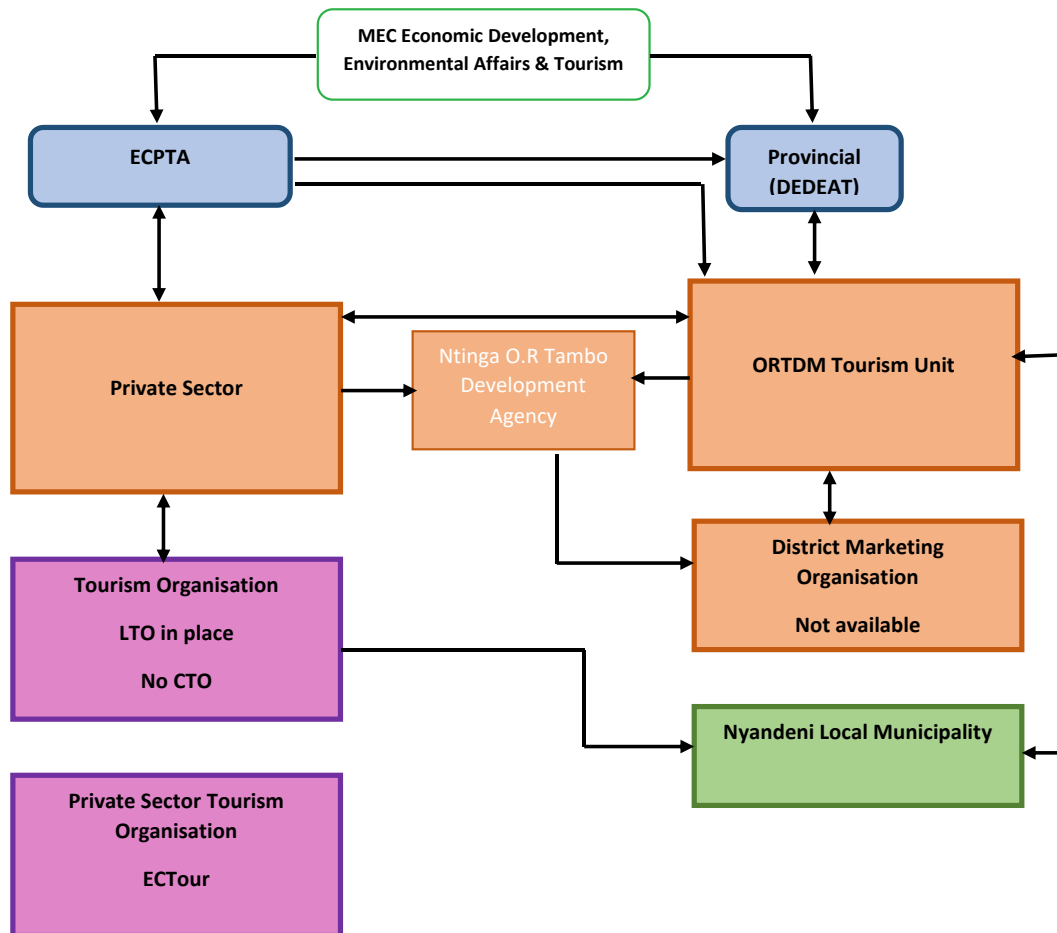 MEC Economic Development,
Environmental Affairs & Tourism
ECPTA
Provincial
(DEDEAT)
Private Sector
Ntinga O.R Tambo
Development
Agency
ORTDM Tourism Unit
Tourism Organisation
LTO in place
No CTO
District Marketing
Organisation
Not available
Nyandeni Local Municipality
Private Sector Tourism
Organisation
ECTour